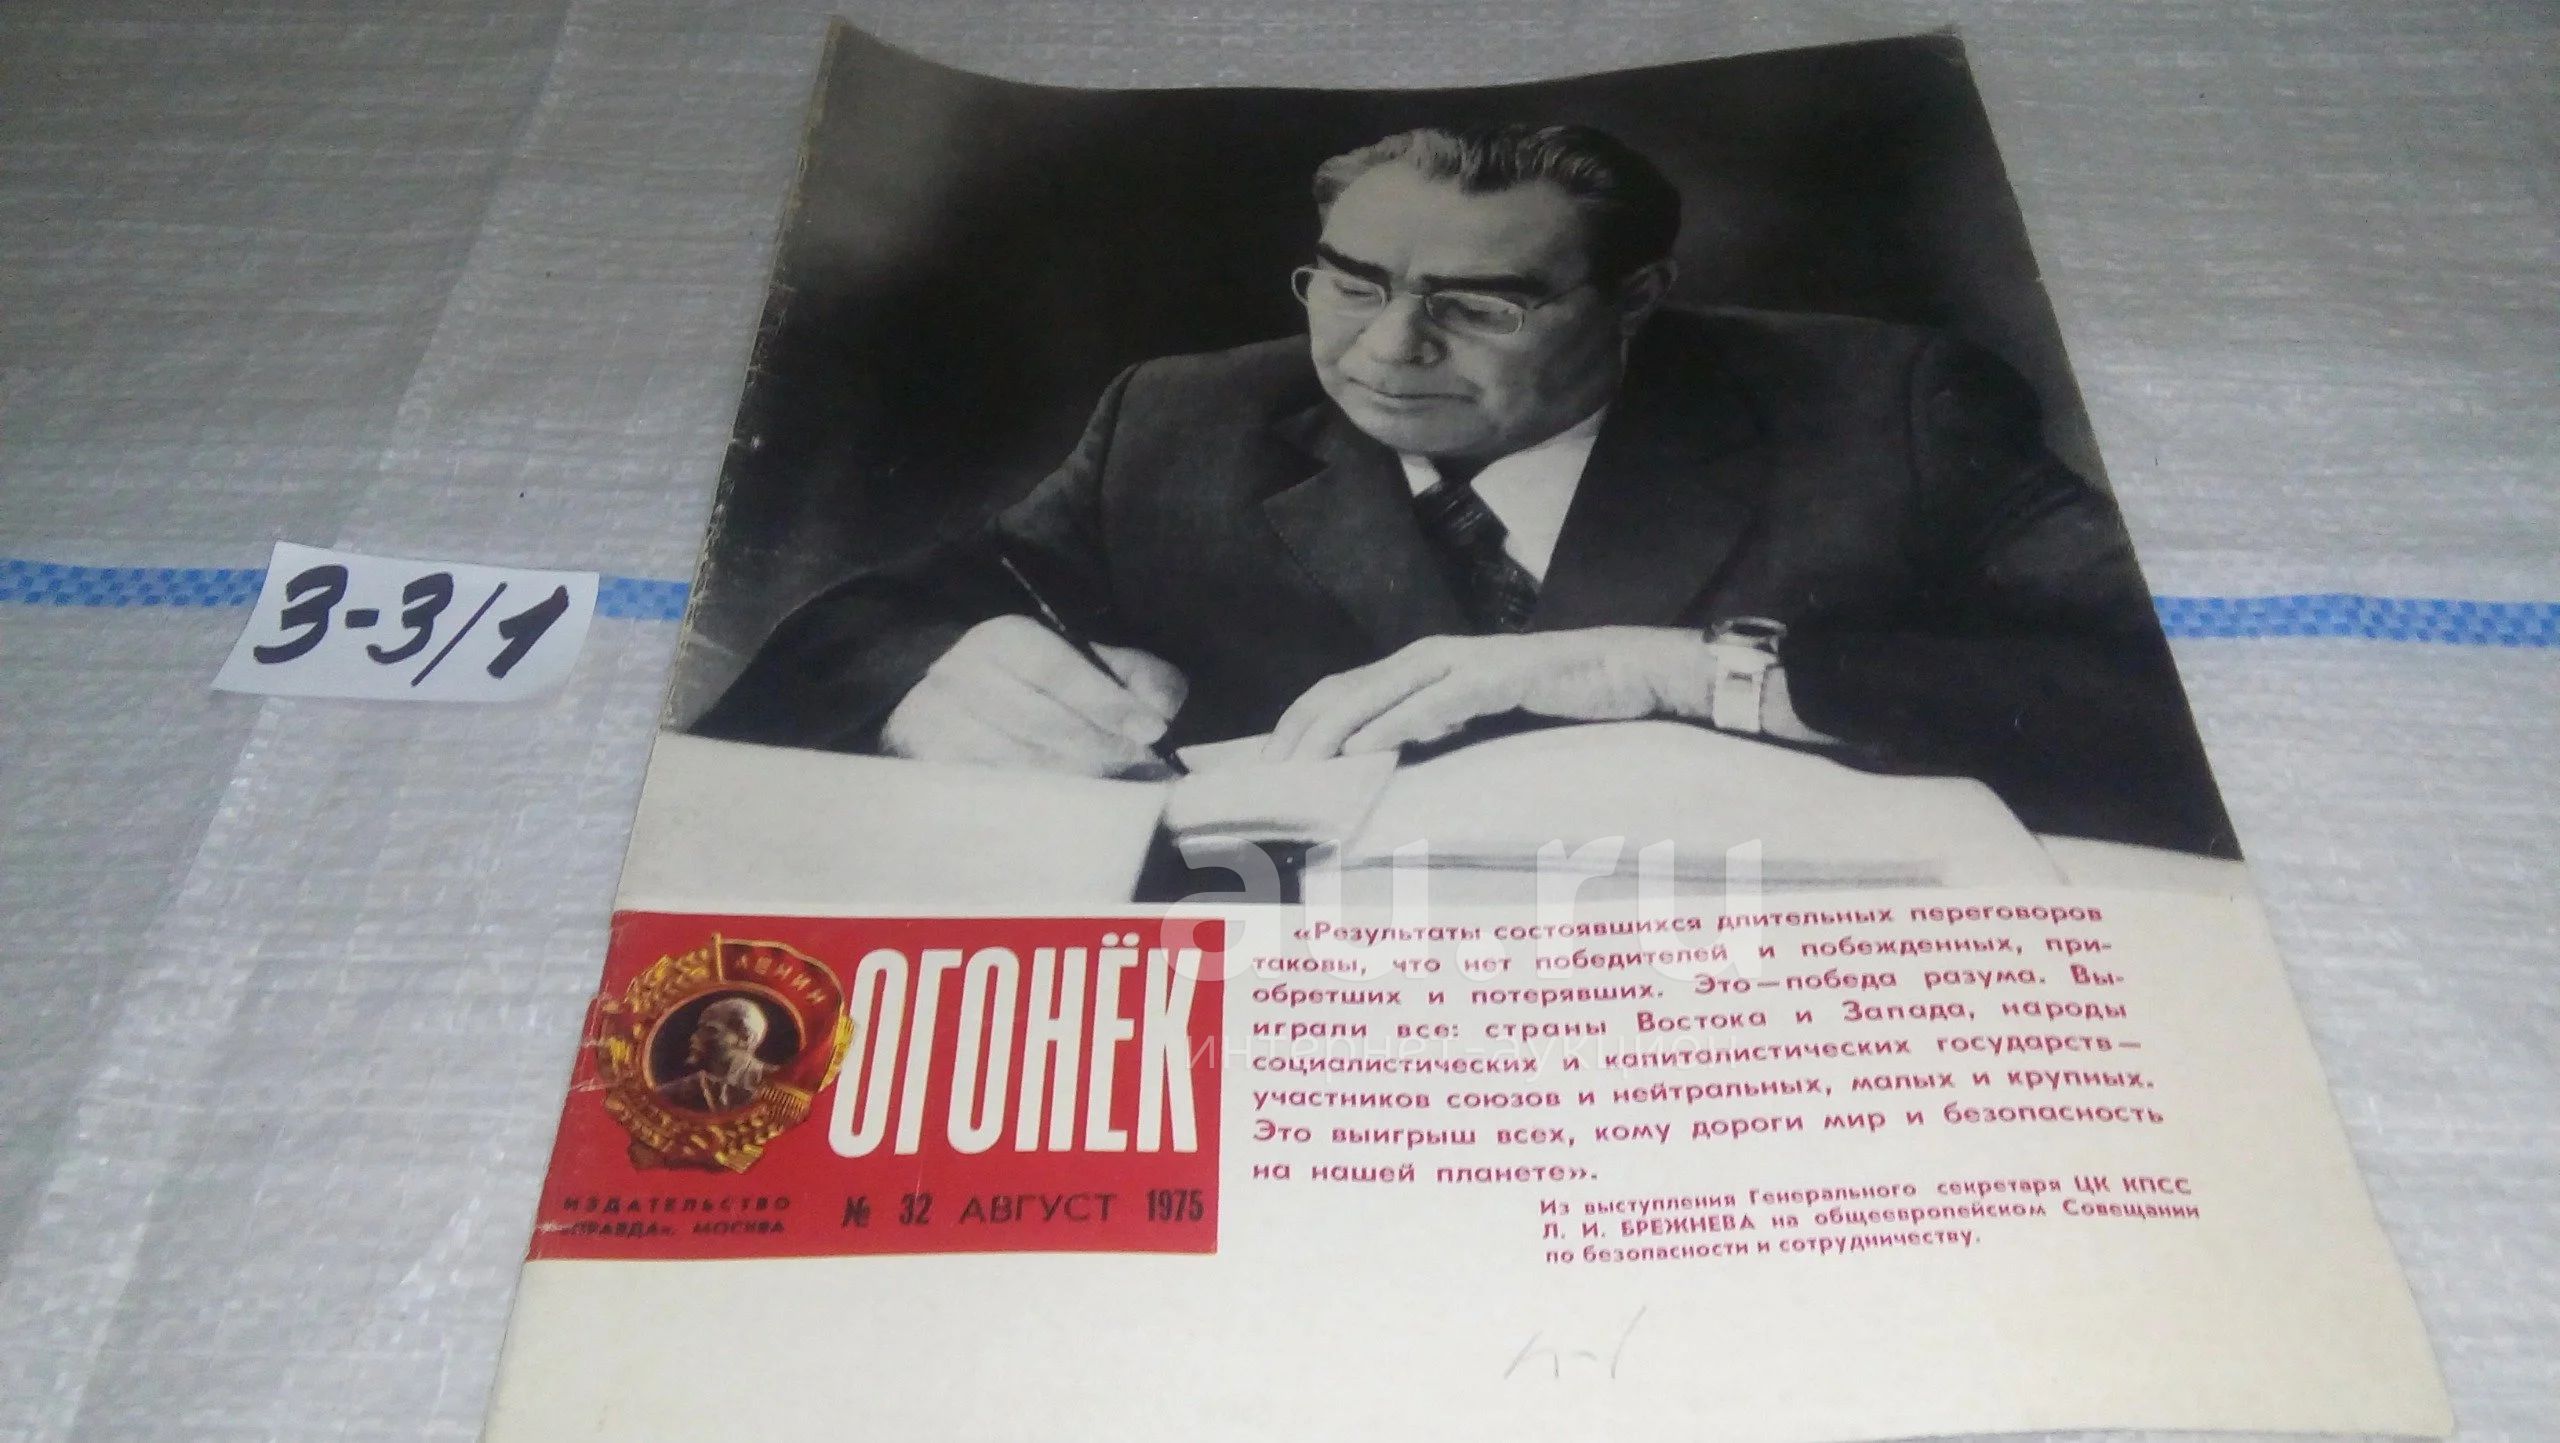 3-3/1
ЛЕНИН
ОГОНЁК
ИЗДАТЕЛЬСТВО
«ПРАВДА». МОСКВА
№ 32 АВГУСТ 1975
«Результаты состоявшихся длительных переговоров
таковы, что нет победителей и побежденных, при-
обретших и потерявших. Это—победа разума. Вы-
играли все: страны Востока и Запада, народы
социалистических и капиталистических государств—
участников союзов и нейтральных, малых и крупных.
Это выигрыш всех, кому дороги мир и безопасность
на нашей планете».
Из выступления Генерального секретаря ЦК КПСС
Л. И. БРЕЖНЕВА на общеевропейском Совещании
по безопасности и сотрудничеству.
au.ru
интернет-аукцион